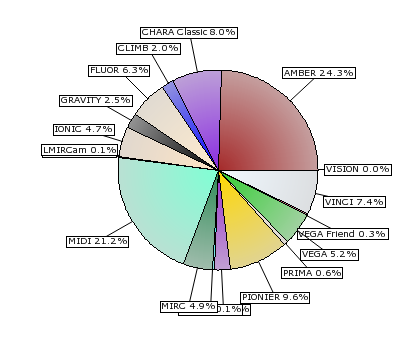 CHARA Classic 8.0%
CLIMB 2.0%
AMBER 24.3%
FLUOR 6.3%
GRAVITY 2.5%
IONIC 4.7%
LMIRCam 0.1%
VISION 0.0%
VINCI 7.4%
VEGA Friend 0.3%
MIDI 21.2%
VEGA 5.2%
PRIMA 0.6%
PIONIER 9.6%
MIRC 4.9%
0.1%